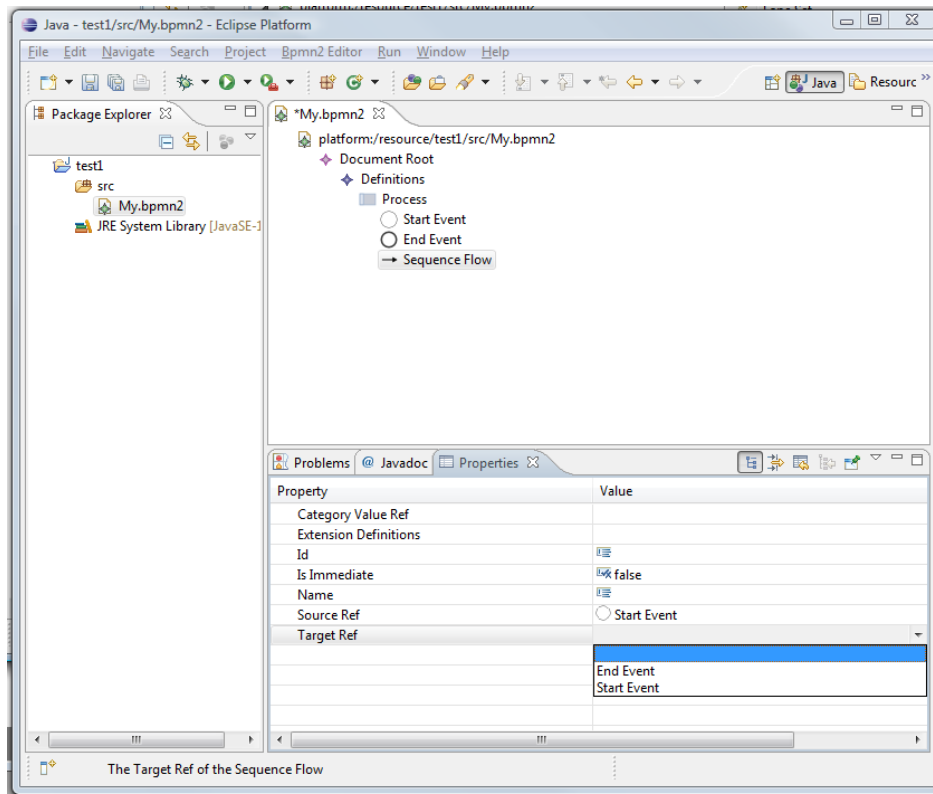 Java - test1/src/My.bpmn2 - Eclipse Platform
File Edit Navigate Search Project Bpmn2 Editor Run Window Help
Java Resourc »
Package Explorer
test1
src
My.bpmn2
JRE System Library [JavaSE-1
*My.bpmn2
platform:/resource/test1/src/My.bpmn2
Document Root
Definitions
Process
Start Event
End Event
Sequence Flow
Problems @ Javadoc Properties
Property Value
Category Value Ref
Extension Definitions
Id
Is Immediate false
Name
Source Ref Start Event
Target Ref
End Event
Start Event
The Target Ref of the Sequence Flow